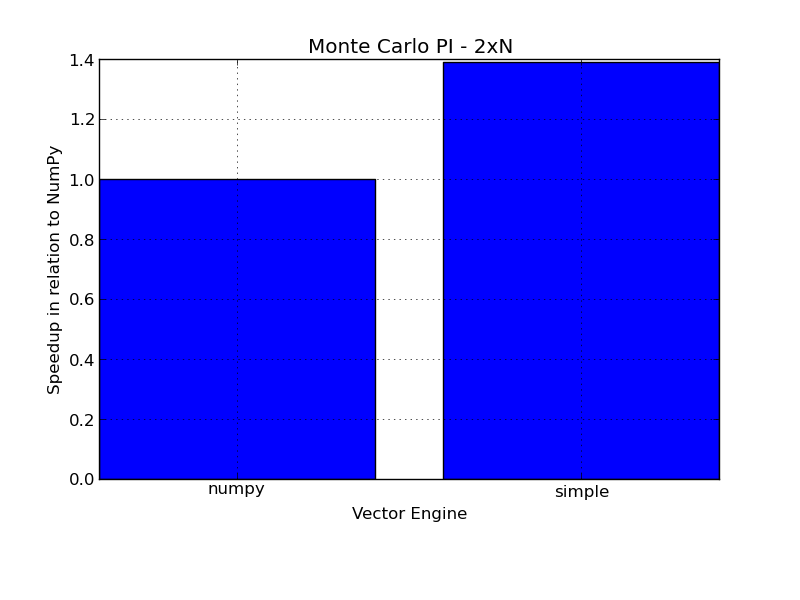 Monte Carlo PI - 2xN
Speedup in relation to NumPy
1.4
1.2
1.0
0.8
0.6
0.4
0.2
0.0
numpy
simple
Vector Engine